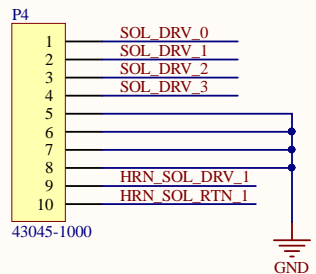 P4
1 SOL_DRV_0
2 SOL_DRV_1
3 SOL_DRV_2
4 SOL_DRV_3
5
6
7
8
9 HRN_SOL_DRV_1
10 HRN_SOL_RTN_1
43045-1000
GND